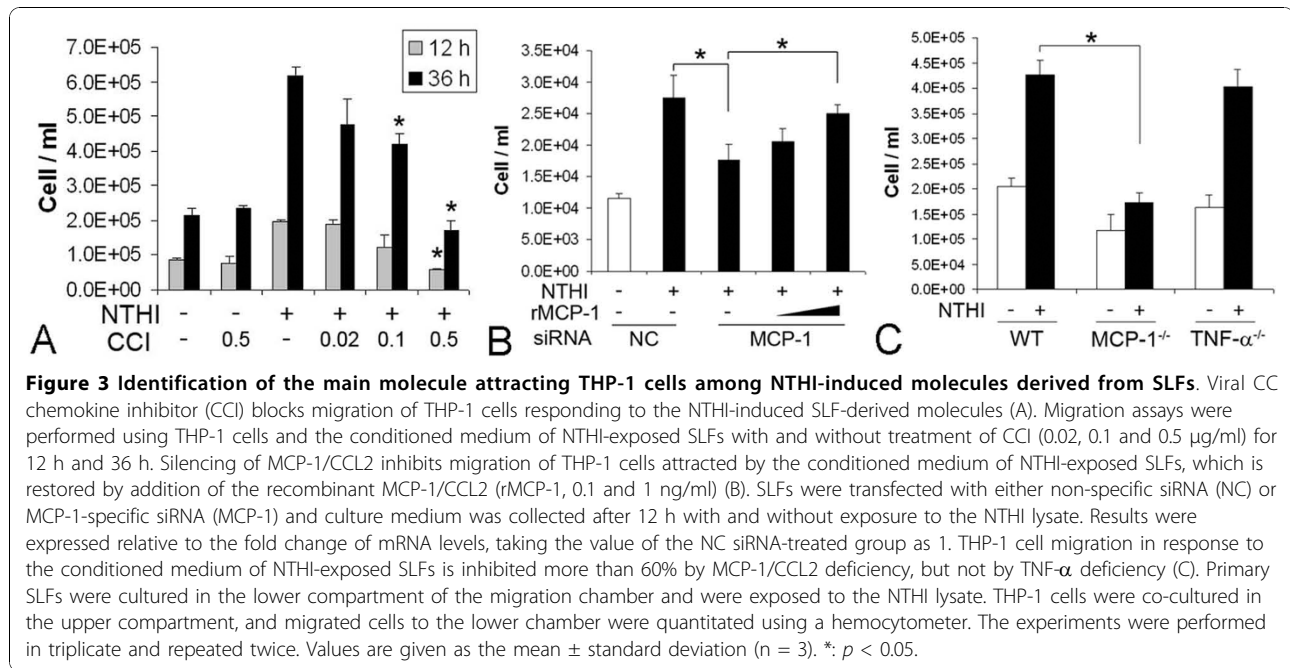 7.0E+05
6.0E+05
5.0E+05
4.0E+05
3.0E+05
2.0E+05
1.0E+05
0.0E+00
Cell / ml
12 h
36 h
*
*
*
NTHI - - + + + +
CCI - 0.5 - 0.02 0.1 0.5
A
3.5E+04
3.0E+04
2.5E+04
2.0E+04
1.5E+04
1.0E+04
5.0E+03
0.0E+00
Cell / ml
*
*
NTHI - + + + +
rMCP-1 - - -
siRNA NC MCP-1
B
5.0E+05
4.5E+05
4.0E+05
3.5E+05
3.0E+05
2.5E+05
2.0E+05
1.5E+05
1.0E+05
5.0E+04
0.0E+00
Cell / ml
*
NTHI - + - + - +
WT MCP-1-/- TNF-α-/-
C
Figure 3 Identification of the main molecule attracting THP-1 cells among NTHI-induced molecules derived from SLFs. Viral CC
chemokine inhibitor (CCI) blocks migration of THP-1 cells responding to the NTHI-induced SLF-derived molecules (A). Migration assays were
performed using THP-1 cells and the conditioned medium of NTHI-exposed SLFs with and without treatment of CCI (0.02, 0.1 and 0.5 μg/ml) for
12 h and 36 h. Silencing of MCP-1/CCL2 inhibits migration of THP-1 cells attracted by the conditioned medium of NTHI-exposed SLFs, which is
restored by addition of the recombinant MCP-1/CCL2 (rMCP-1, 0.1 and 1 ng/ml) (B). SLFs were transfected with either non-specific siRNA (NC) or
MCP-1-specific siRNA (MCP-1) and culture medium was collected after 12 h with and without exposure to the NTHI lysate. Results were
expressed relative to the fold change of mRNA levels, taking the value of the NC siRNA-treated group as 1. THP-1 cell migration in response to
the conditioned medium of NTHI-exposed SLFs is inhibited more than 60% by MCP-1/CCL2 deficiency, but not by TNF-α deficiency (C). Primary
SLFs were cultured in the lower compartment of the migration chamber and were exposed to the NTHI lysate. THP-1 cells were co-cultured in
the upper compartment, and migrated cells to the lower chamber were quantitated using a hemocytometer. The experiments were performed
in triplicate and repeated twice. Values are given as the mean ± standard deviation (n = 3). *: p < 0.05.